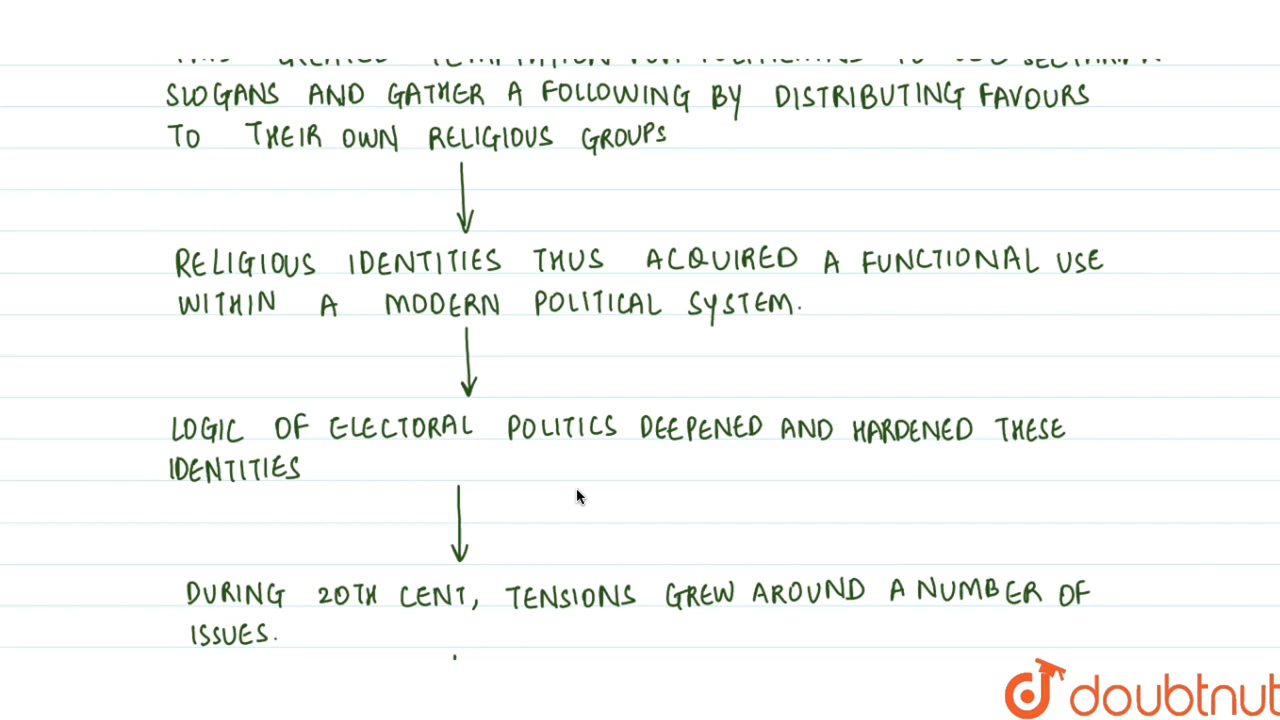 SLOGANS AND GATHER A FOLLOWING BY DISTRIBUTING FAVOURS
TO THEIR OWN RELIGIOUS GROUPS
RELIGIOUS IDENTITIES THUS ACQUIRED A FUNCTIONAL USE
WITHIN A MODERN POLITICAL SYSTEM.
LOGIC OF ELECTORAL POLITICS DEEPENED AND HARDENED THESE
IDENTITIES
DURING 20TH CENT, TENSIONS GREW AROUND A NUMBER OF
ISSUES.
doubtnut